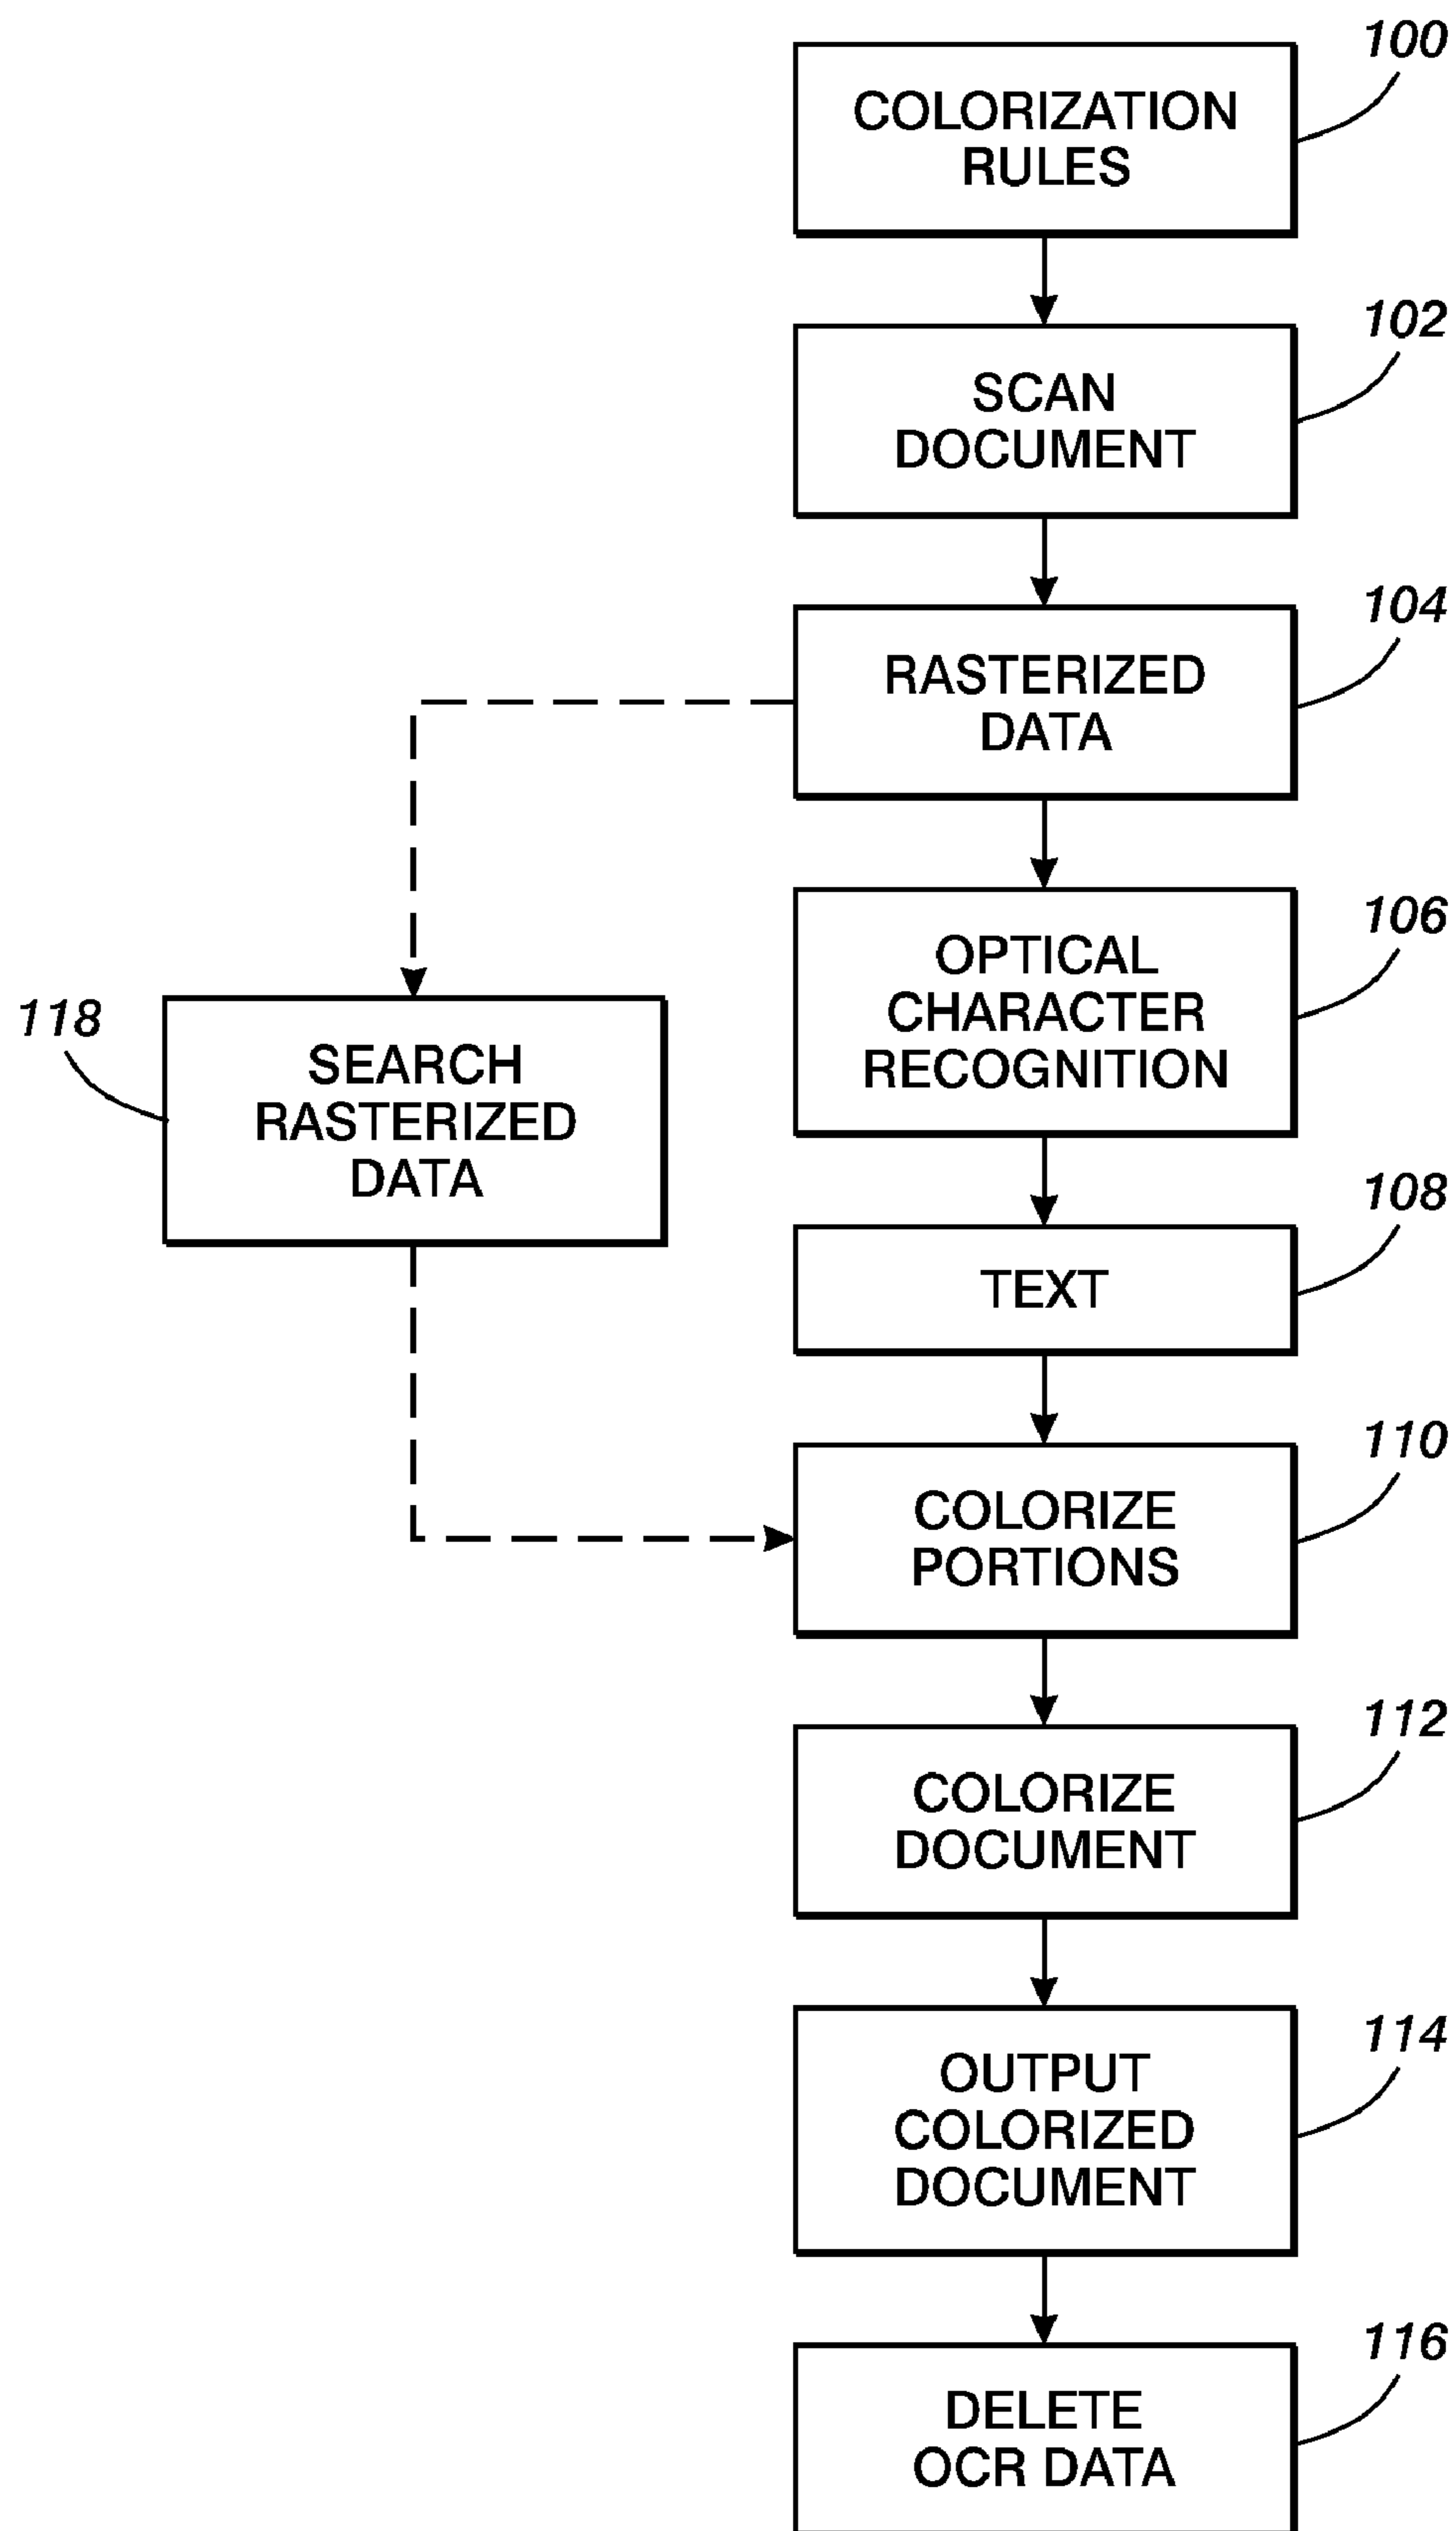 100
COLORIZATION
RULES
102
SCAN
DOCUMENT
104
RASTERIZED
DATA
106
OPTICAL
CHARACTER
RECOGNITION
118
SEARCH
RASTERIZED
DATA
108
TEXT
110
COLORIZE
PORTIONS
112
COLORIZE
DOCUMENT
114
OUTPUT
COLORIZED
DOCUMENT
116
DELETE
OCR DATA